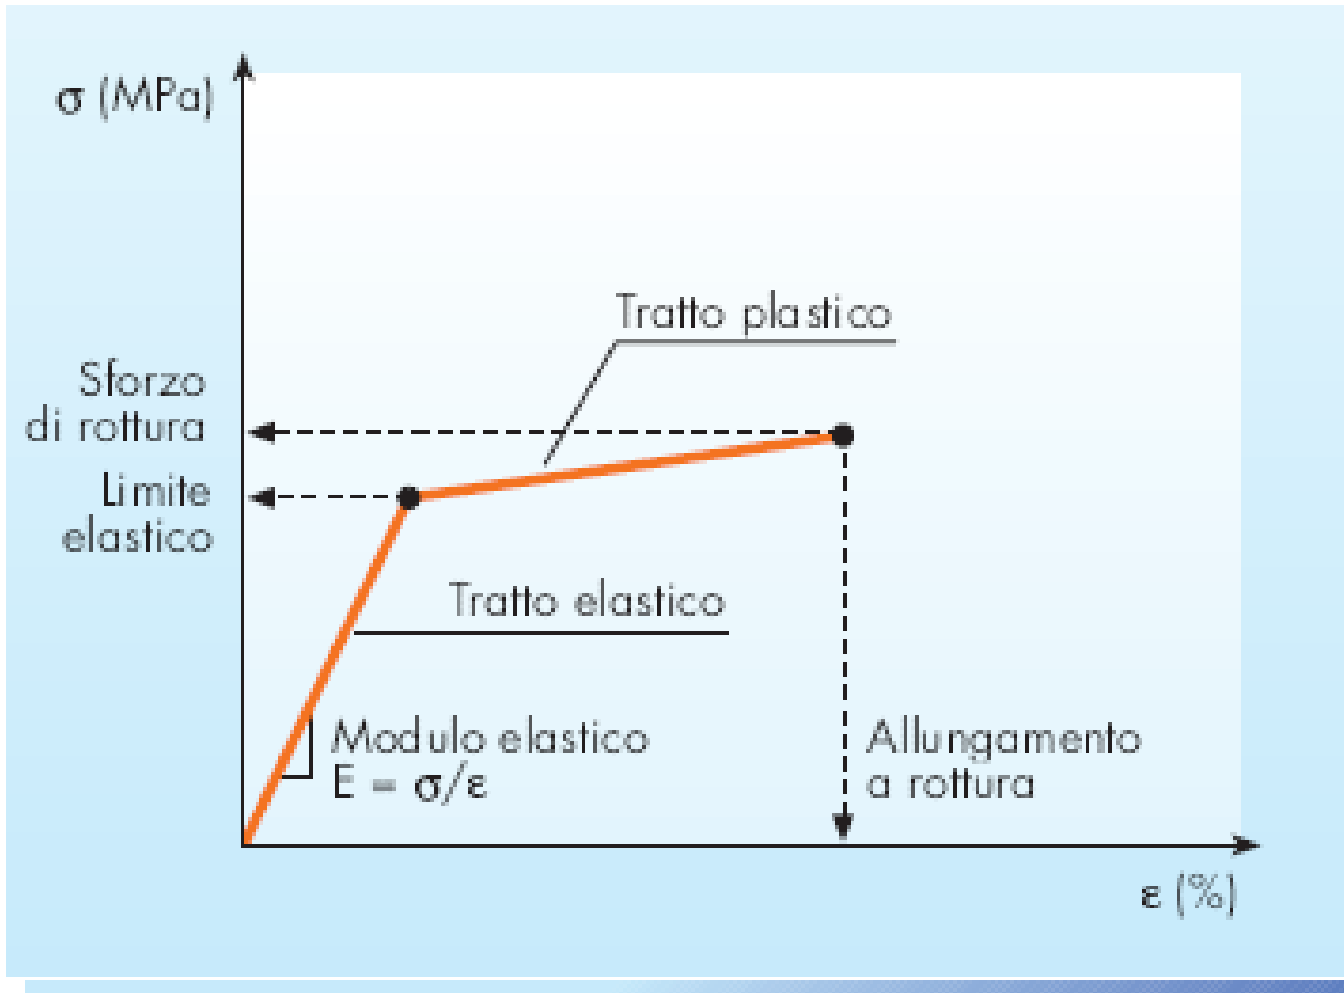 σ (MPa)
Tratto plastico
Sforzo
di rottura
Limite
elastico
Tratto elastico
Modulo elastico
E = σ/ε
Allungamento
a rottura
ε (%)